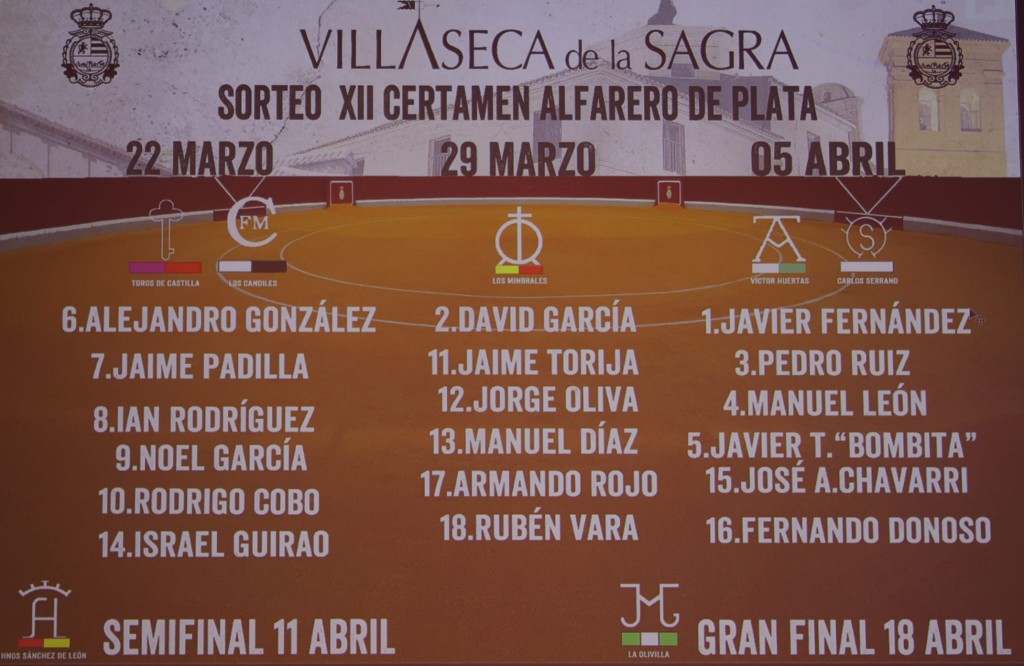 VILLASECA de la SAGRA
SORTEO XII CERTAMEN ALFARERO DE PLATA
22 MARZO
29 MARZO
05 ABRIL
CFM
S
TOROS DE CASTILLA
LOS CANDILES
LOS MINBRALES
VÍCTOR HUERTAS
CARLOS SERRANO
6.ALEJANDRO GONZÁLEZ
7.JAIME PADILLA
8.IAN RODRÍGUEZ
9.NOEL GARCÍA
10.RODRIGO COBO
14.ISRAEL GUIRAO
2.DAVID GARCÍA
11.JAIME TORIJA
12.JORGE OLIVA
13.MANUEL DÍAZ
17.ARMANDO ROJO
18.RUBÉN VARA
1.JAVIER FERNÁNDEZ
3.PEDRO RUIZ
4.MANUEL LEÓN
5.JAVIER T.“BOMBITA”
15.JOSÉ A.CHAVARRI
16.FERNANDO DONOSO
HNOS SÁNCHEZ DE LEÓN
SEMIFINAL 11 ABRIL
LA OLIVILLA
GRAN FINAL 18 ABRIL